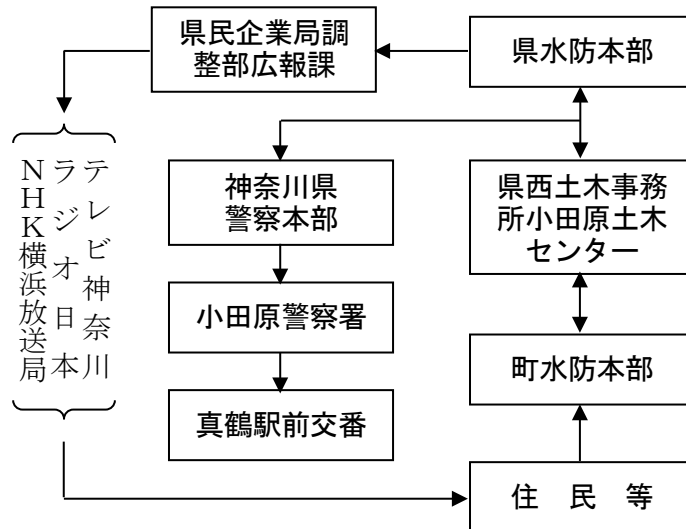 県民企業局調
整部広報課
県水防本部
テレビ神奈川
ラジオ日本
NHK横浜放送局
神奈川県
警察本部
県西土木事務
所小田原土木
センター
小田原警察署
町水防本部
真鶴駅前交番
住　民　等